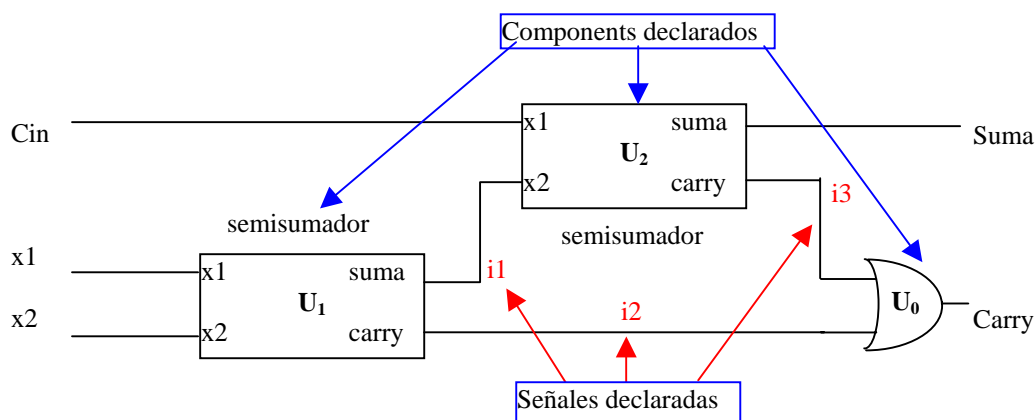 Components declarados
Cin
x1
suma
Suma
U2
x2
carry
i3
semisumador
semisumador
x1
x1
suma
i1
U1
U0
x2
x2
carry
i2
Carry
Señales declaradas